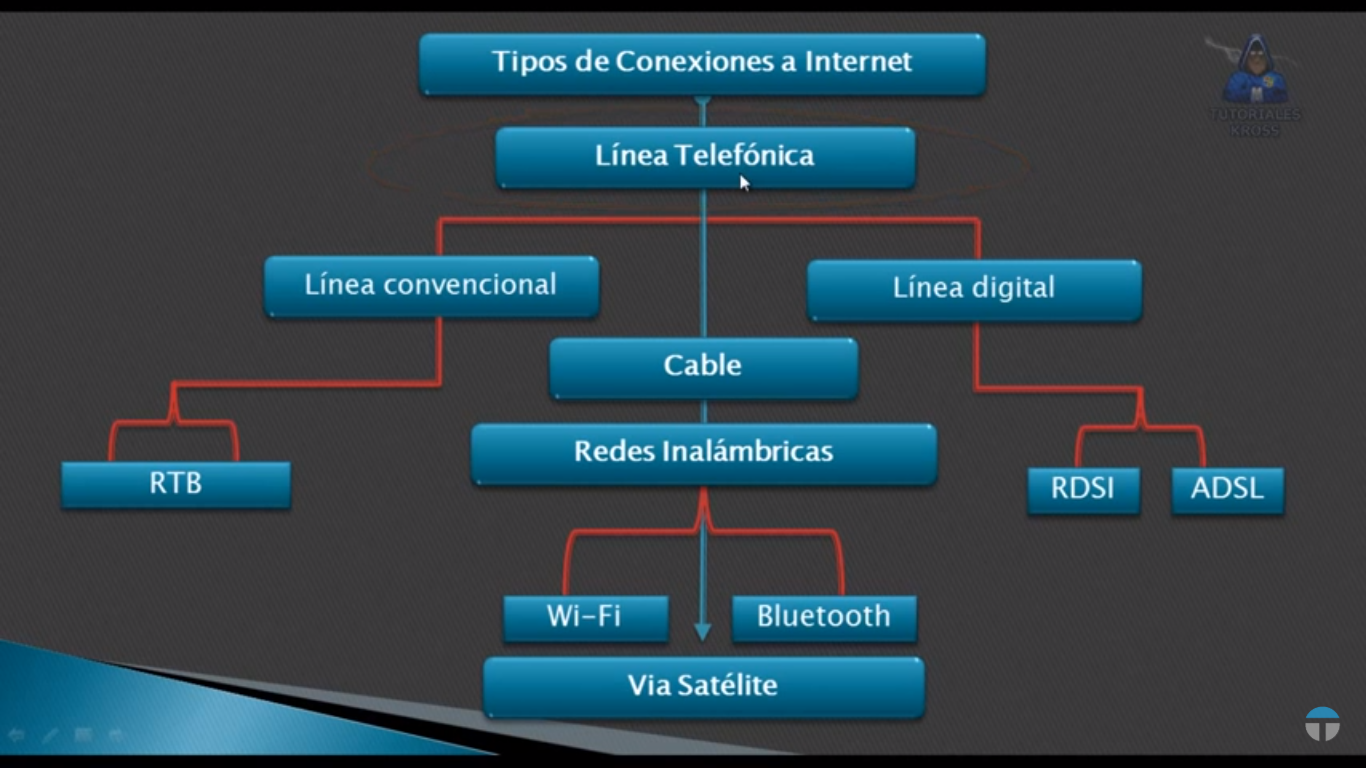 Tipos de Conexiones a Internet
TUTORIALES
KROSS
Línea Telefónica
Línea convencional
Línea digital
Cable
Redes Inalámbricas
RTB
RDSI
ADSL
Wi-Fi
Bluetooth
Via Satélite